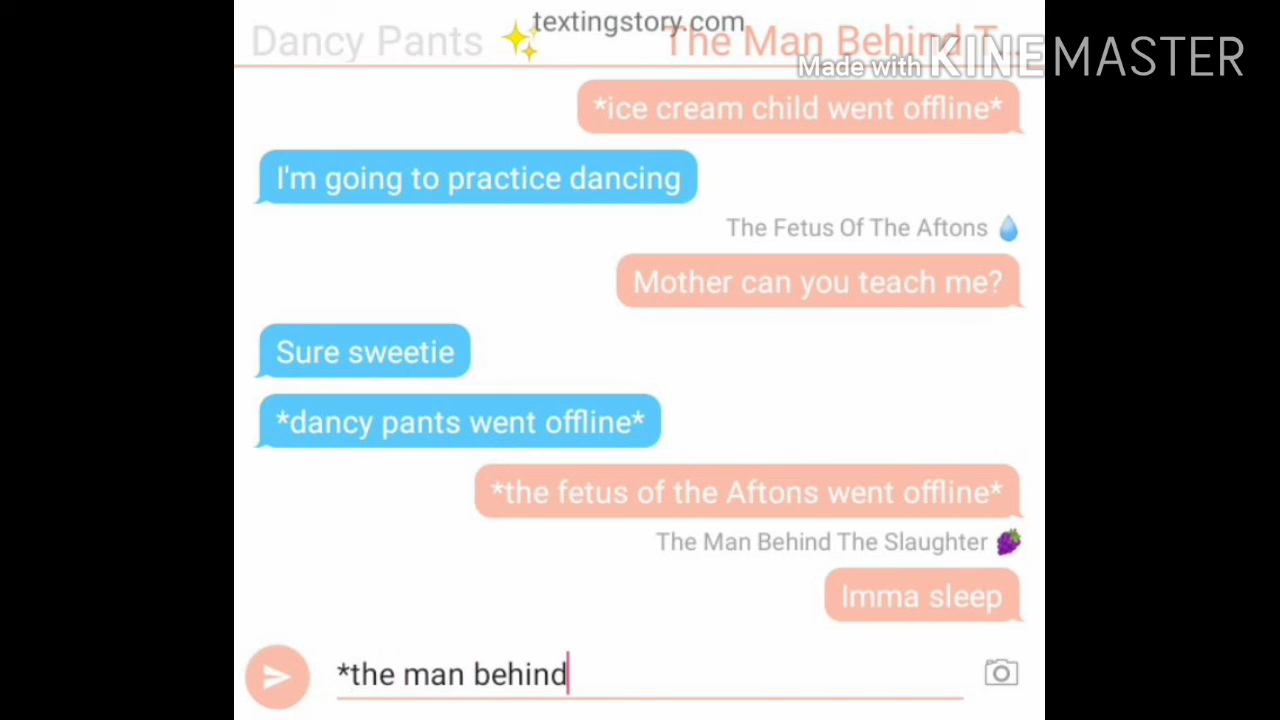 textingstory.com
Dancy Pants ✨ The Man Behind T...
Made with KINEMASTER
*ice cream child went offline*
I'm going to practice dancing
The Fetus Of The Aftons 💧
Mother can you teach me?
Sure sweetie
*dancy pants went offline*
*the fetus of the Aftons went offline*
The Man Behind The Slaughter 🍇
Imma sleep
*the man behind